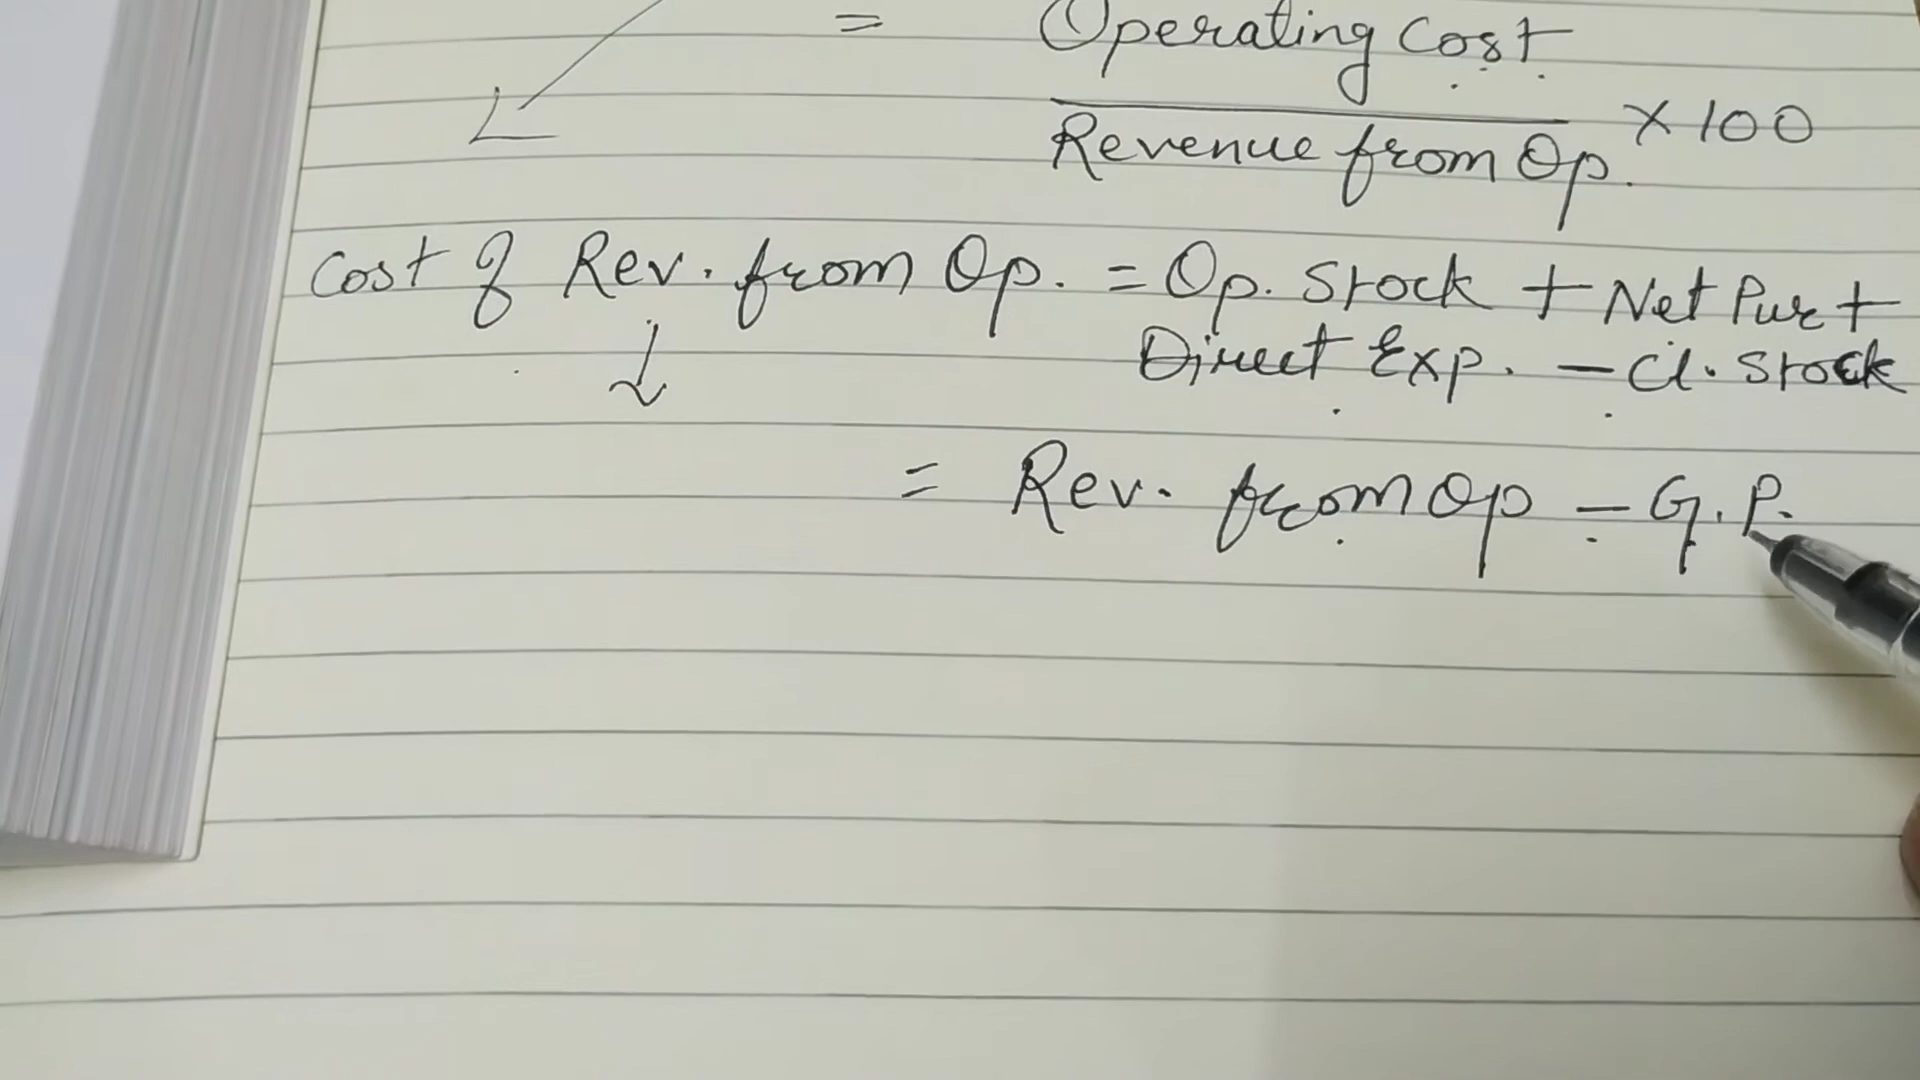 = Operating Cost
Revenue from Op. × 100
Cost of Rev. from Op. = Op. Stock + Net Pur +
Direct Exp. – Cl. Stock
= Rev. from Op – G.P.